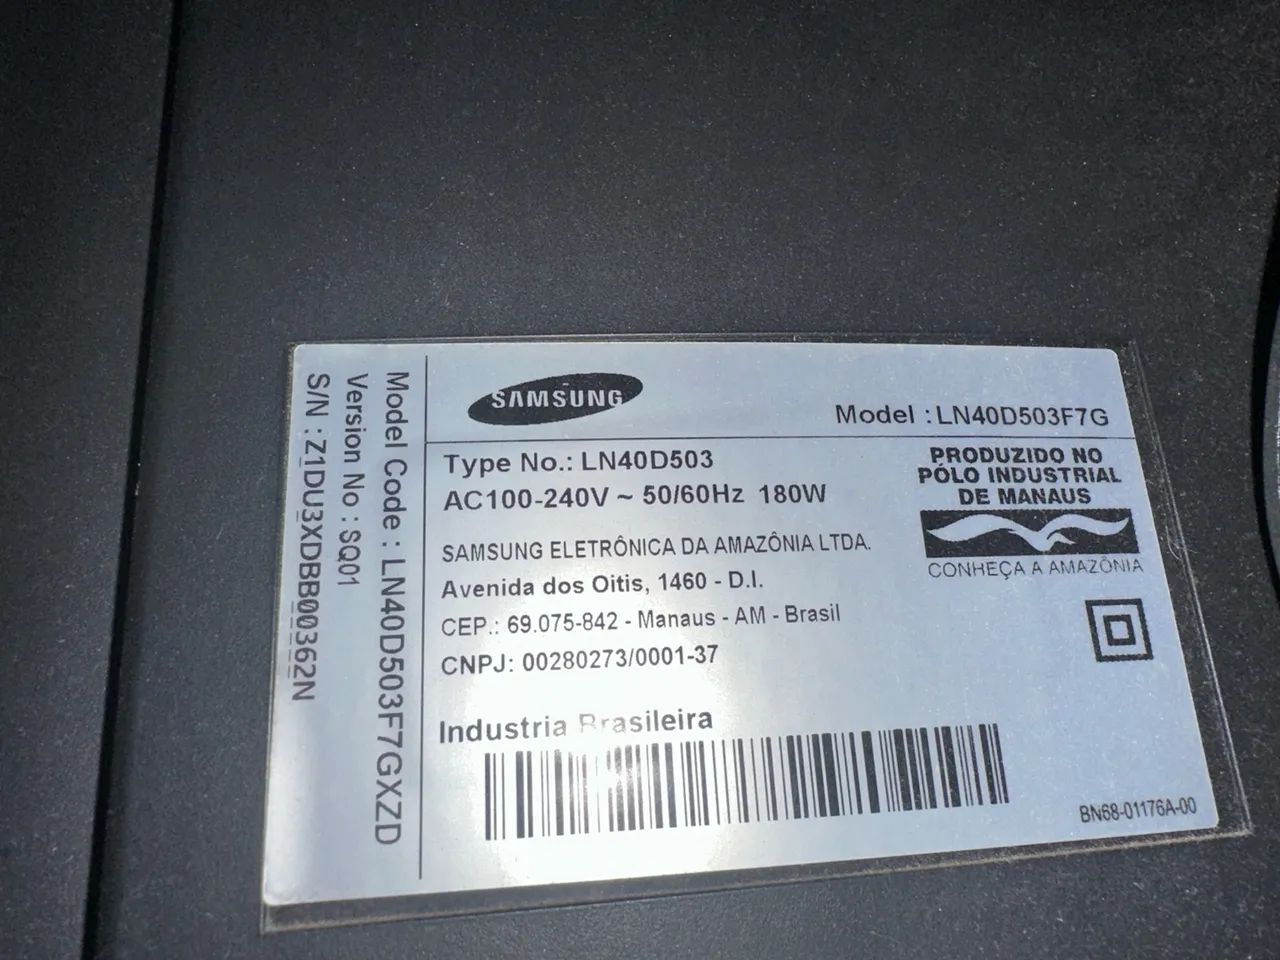 SAMSUNG
Model : LN40D503F7G
Type No.: LN40D503
AC100-240V ~ 50/60Hz 180W
SAMSUNG ELETRÔNICA DA AMAZÔNIA LTDA.
Avenida dos Oitis, 1460 - D.I.
CEP.: 69.075-842 - Manaus - AM - Brasil
CNPJ: 00280273/0001-37
Industria Brasileira
PRODUZIDO NO
PÓLO INDUSTRIAL
DE MANAUS
CONHEÇA A AMAZÔNIA
BN68-01176A-00
Model Code : LN40D503F7GXZD
Version No : SQ01
S/N : Z1DU3XDBB00362N